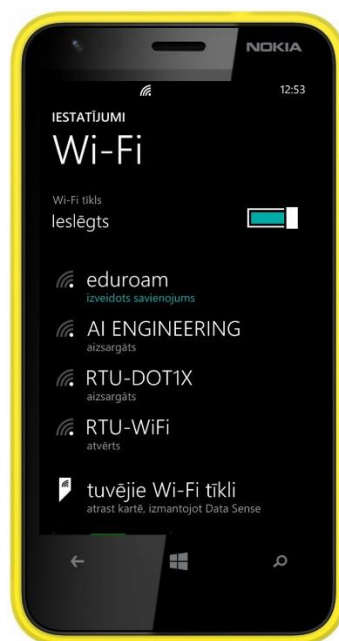 NOKIA
12:53
IESTATĪJUMI
Wi-Fi
Wi-Fi tīkls
Ieslēgts
eduroam
izveidots savienojums
AI ENGINEERING
aizsargāts
RTU-DOT1X
aizsargāts
RTU-WiFi
atvērts
tuvējie Wi-Fi tīkli
atrast kartē, izmantojot Data Sense